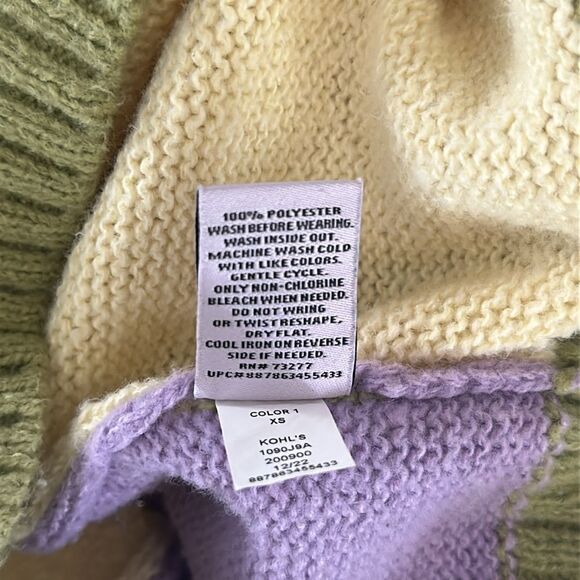 100% POLYESTER
WASH BEFORE WEARING.
WASH INSIDE OUT.
MACHINE WASH COLD
WITH LIKE COLORS.
GENTLE CYCLE.
ONLY NON-CHLORINE
BLEACH WHEN NEEDED.
DO NOT WRING
OR TWIST RESHAPE,
DRY FLAT.
COOL IRON ON REVERSE
SIDE IF NEEDED.
RN# 73277
UPC#887863455433
COLOR 1
XS
KOHL'S
1090J9A
200900
12/22
887863455433